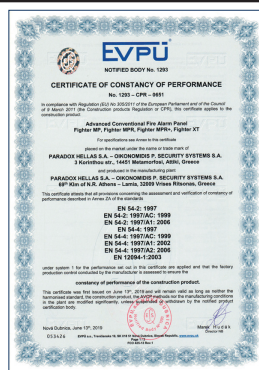 EVPÚ
NOTIFIED BODY No. 1293
CERTIFICATE OF CONSTANCY OF PERFORMANCE
No. 1293 – CPR – 0651
In compliance with Regulation (EU) No 305/2011 of the European Parliament and of the Council
of 9 March 2011 (the Construction products Regulation or CPR), this certificate applies to the
construction product:
Advanced Conventional Fire Alarm Panel
Fighter MF, Fighter MPR, Fighter MPR+, Fighter XT
For specifications see Annex to this certificate
placed on the market under the name or trade mark of
PARADOX HELLAS S.A. – OIKONOMIDIS P. SECURITY SYSTEMS S.A.
3 Korinthou str., 14451 Metamorfosi, Attiki, Greece
and produced in the manufacturing plant
PARADOX HELLAS S.A. – OIKONOMIDIS P. SECURITY SYSTEMS S.A.
69th Klm of N.R. Athens – Lamia, 32009 Vrises Ritsonas, Greece
This certificate attests that all provisions concerning the assessment and verification of constancy of
performance described in Annex ZA of the standards
EN 54-2: 1997
EN 54-2: 1997/AC: 1999
EN 54-2: 1997/A1: 2006
EN 54-4: 1997
EN 54-4: 1997/AC: 1999
EN 54-4: 1997/A1: 2002
EN 54-4: 1997/A2: 2006
EN 12094-1:2003
under system 1 for the performance set out in this certificate are applied and that the factory
production control conducted by the manufacturer is assessed to ensure the
constancy of performance of the construction product.
This certificate was first issued on June 13th, 2019 and will remain valid as long as neither the
harmonised standard, the construction product, the AVCP methods nor the manufacturing conditions
in the plant are modified significantly, unless suspended or withdrawn by the notified product
certification body.
Nová Dubnica, June 13th, 2019
Marek Hudák
Director HB
053426
Page 1/3